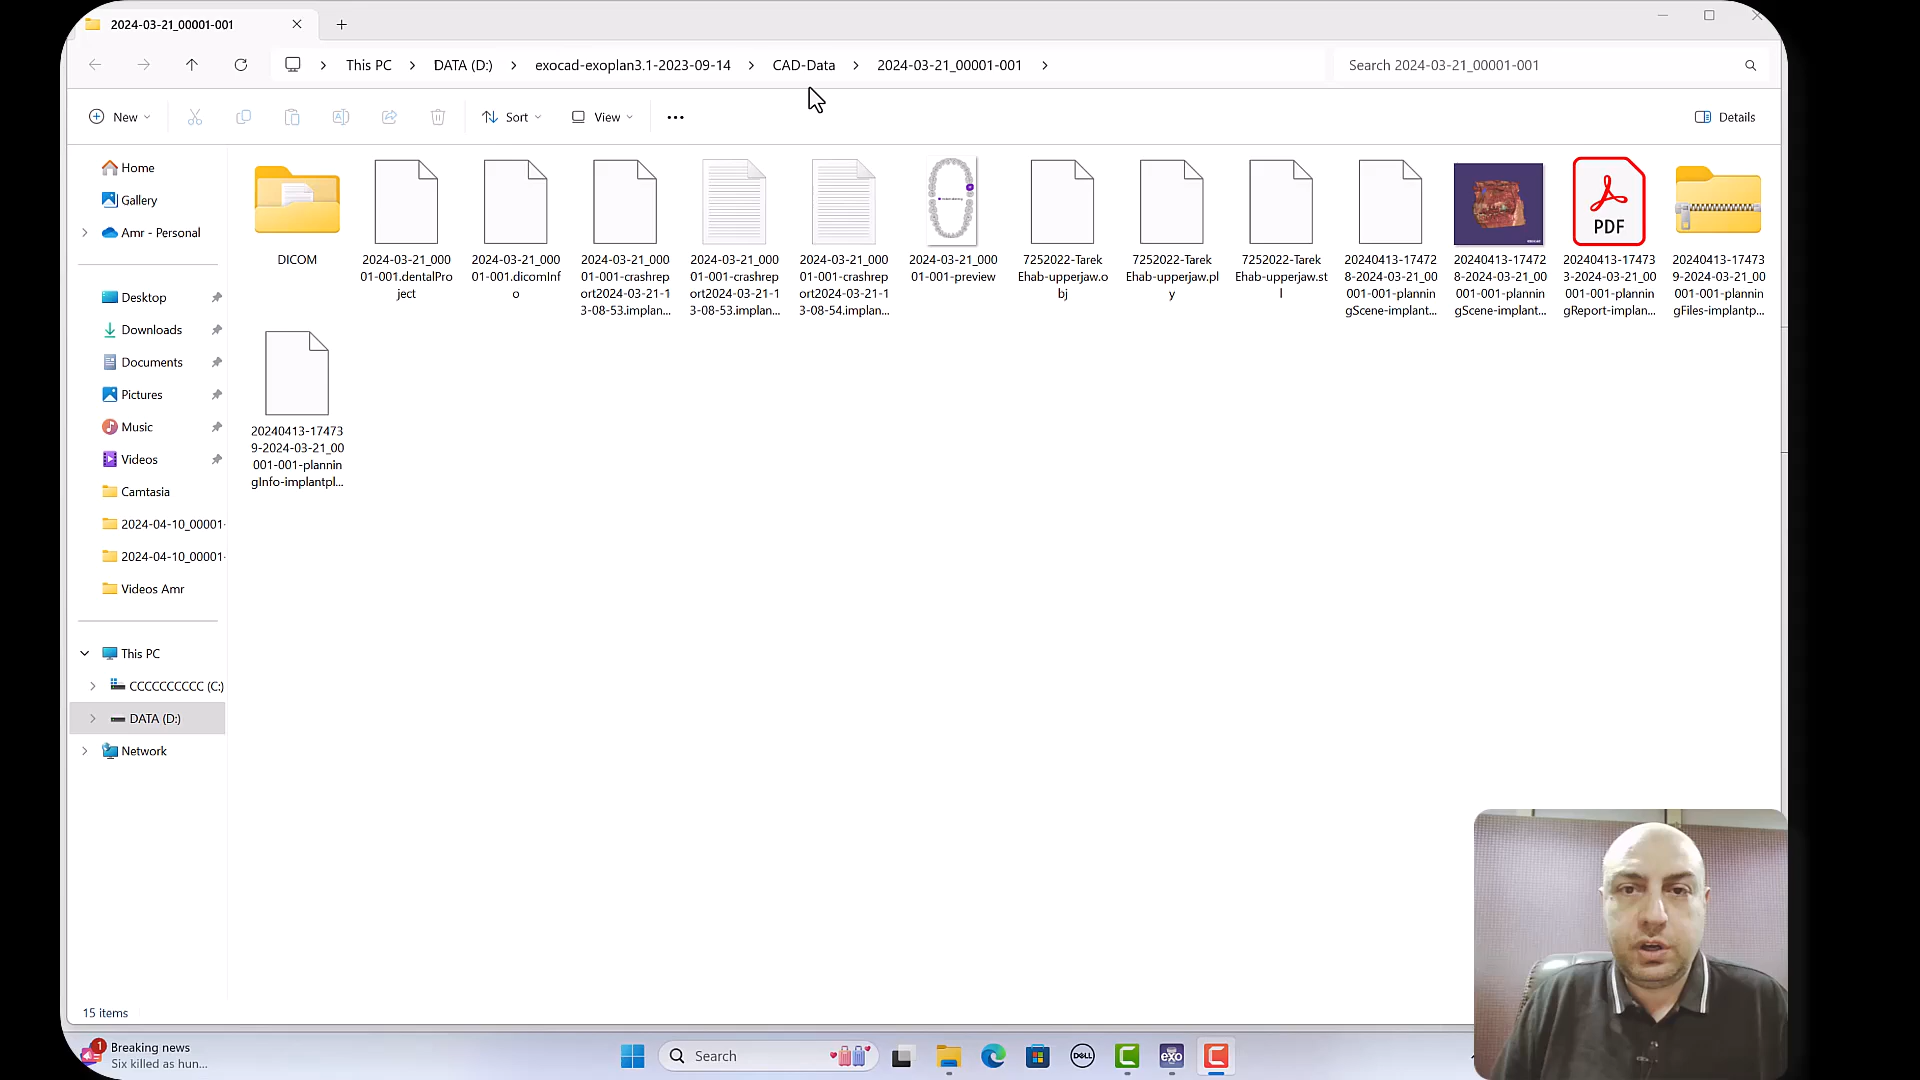 2024-03-21_00001-001
This PC > DATA (D:) > exocad-exoplan3.1-2023-09-14 > CAD-Data > 2024-03-21_00001-001 >
Search 2024-03-21_00001-001
New
Sort
View
Details
Home
Gallery
Amr - Personal
Desktop
Downloads
Documents
Pictures
Music
Videos
Camtasia
2024-04-10_00001-
2024-04-10_00001-
Videos Amr
This PC
CCCCCCCCCC (C:)
DATA (D:)
Network
DICOM
2024-03-21_000
01-001.dentalPro
ject
2024-03-21_000
01-001.dicomInf
o
2024-03-21_000
01-001-crashrep
ort2024-03-21-1
3-08-53.implan...
2024-03-21_000
01-001-crashrep
ort2024-03-21-1
3-08-53.implan...
2024-03-21_000
01-001-crashrep
ort2024-03-21-1
3-08-54.implan...
2024-03-21_000
01-001-preview
7252022-Tarek
Ehab-upperjaw.o
bj
7252022-Tarek
Ehab-upperjaw.pl
y
7252022-Tarek
Ehab-upperjaw.st
l
20240413-17472
8-2024-03-21_00
001-001-plannin
gScene-implant...
20240413-17472
8-2024-03-21_00
001-001-plannin
gScene-implant...
PDF
20240413-17473
3-2024-03-21_00
001-001-plannin
gReport-implan...
20240413-17473
9-2024-03-21_00
001-001-plannin
gFiles-implantp...
20240413-17473
9-2024-03-21_00
001-001-plannin
gInfo-implantpl...
15 items
1
Breaking news
Six killed as hun...
Search
DELL
exo